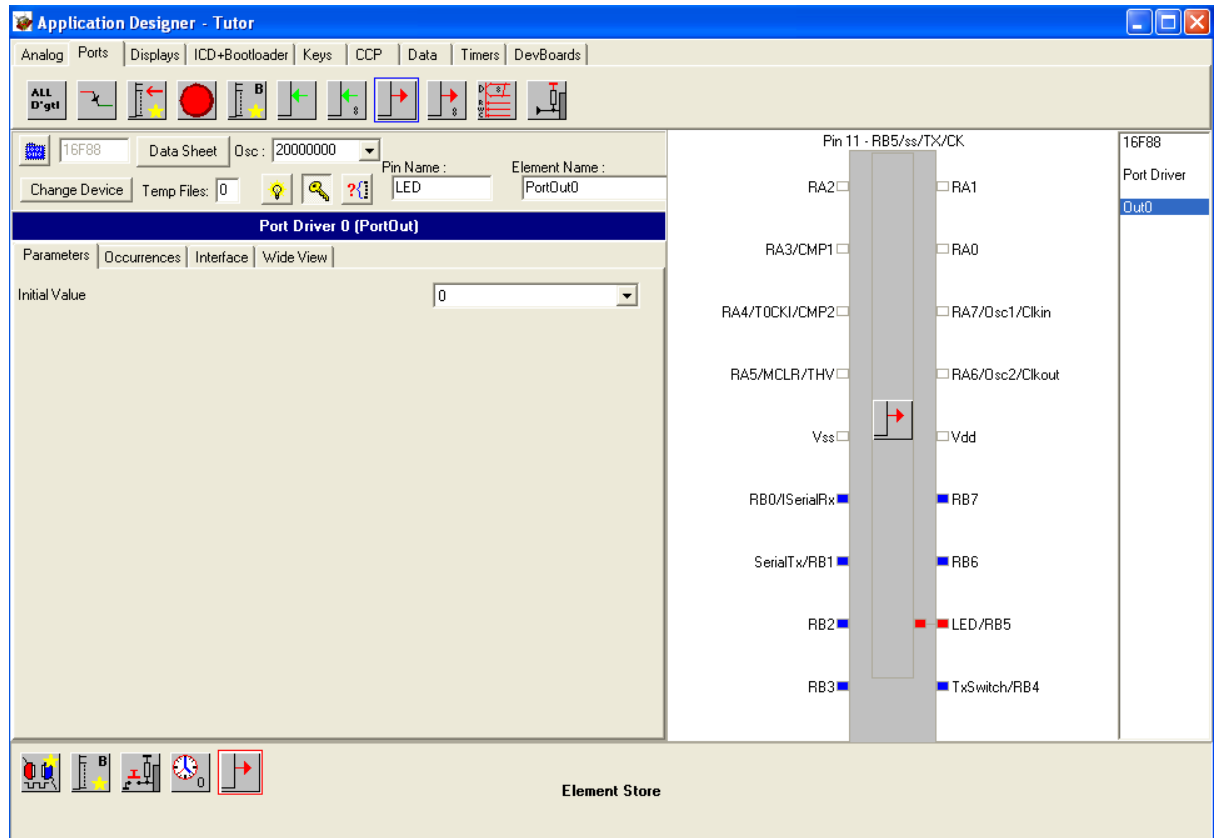 Application Designer - Tutor
Analog Ports Displays ICD+Bootloader Keys CCP Data Timers DevBoards
ALL
D'gtl
B
8
8
D
R
W
C
8
16F88 Data Sheet Osc : 20000000
Pin Name : Element Name :
Change Device Temp Files: 0 ?{} LED PortOut0
Port Driver 0 (PortOut)
Parameters Occurrences Interface Wide View
Initial Value 0
Pin 11 - RB5/ss/TX/CK
RA2 RA1
RA3/CMP1 RA0
RA4/T0CKI/CMP2 RA7/Osc1/Clkin
RA5/MCLR/THV RA6/Osc2/Clkout
Vss Vdd
RB0/ISerialRx RB7
SerialTx/RB1 RB6
RB2 LED/RB5
RB3 TxSwitch/RB4
16F88
Port Driver
Out0
B
0
Element Store